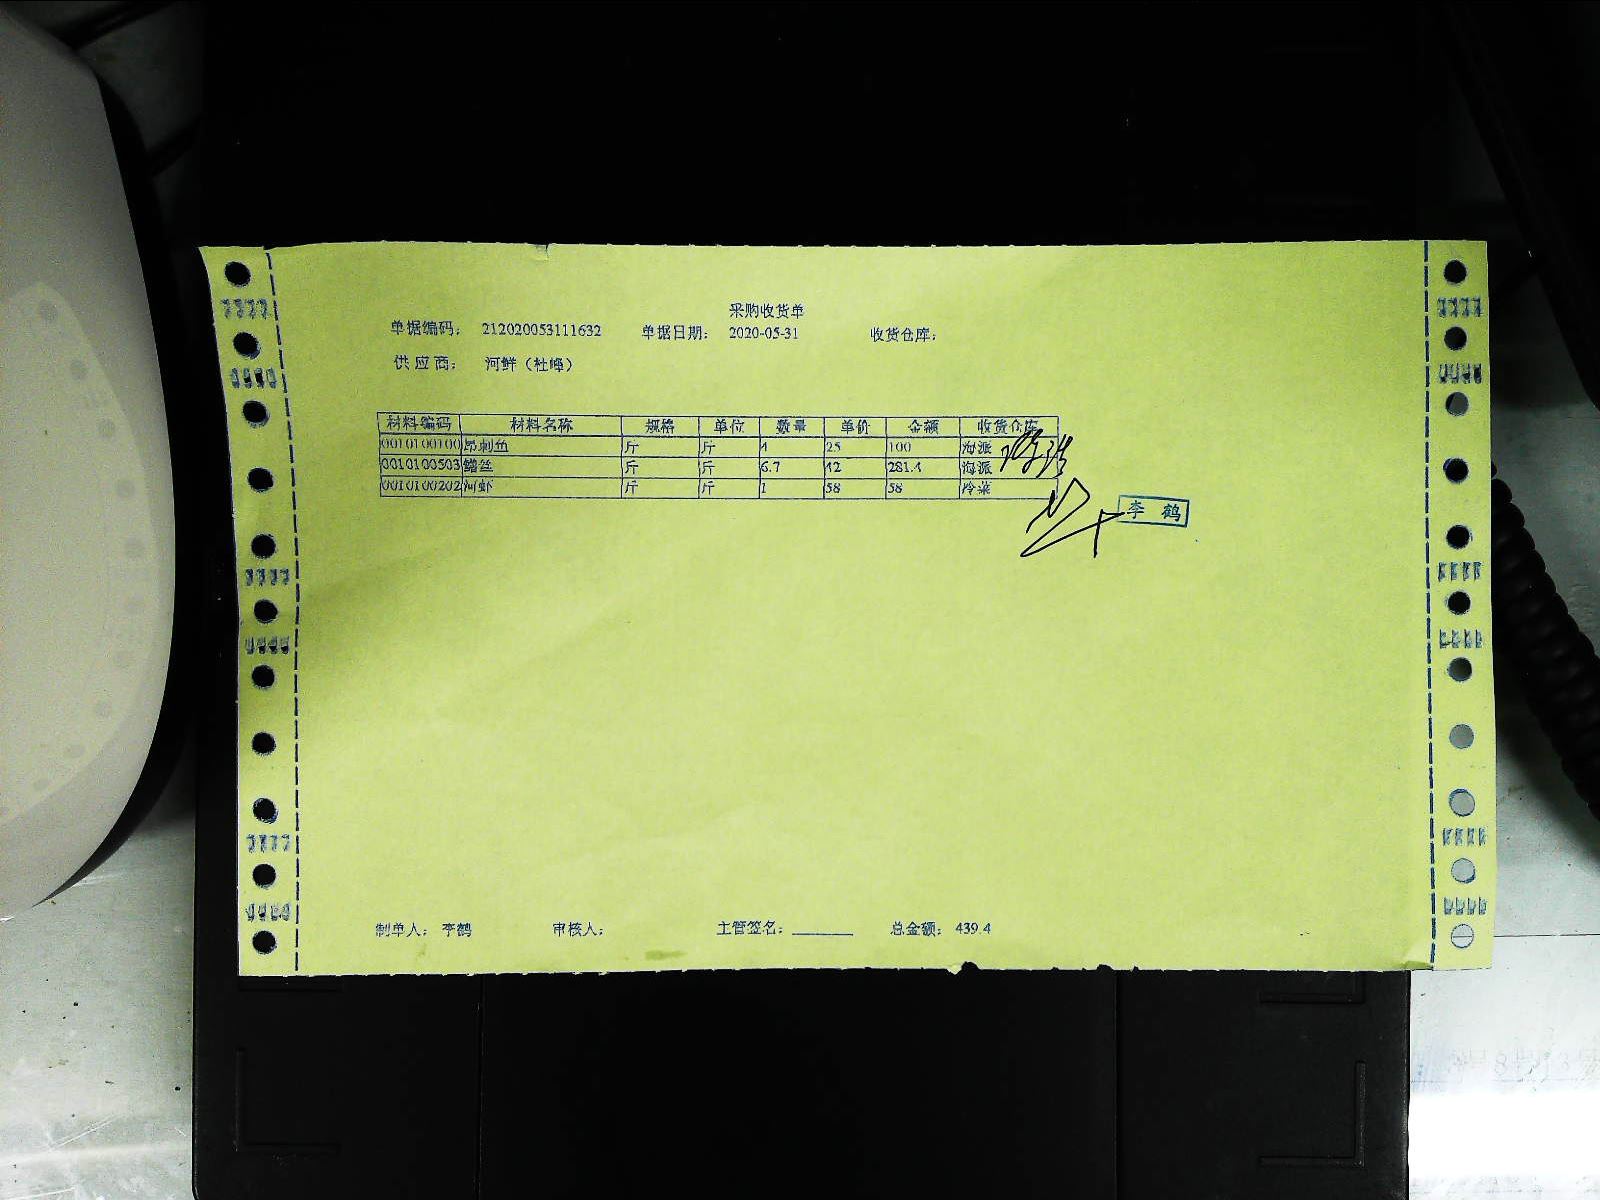 采购收货单
单据编码: 212020053111632 单据日期: 2020-05-31 收货仓库:
供应商: 河鲜（杜峰）
材料编码 材料名称 规格 单位 数量 单价 金额 收货仓库
0010100100 昂刺鱼 斤 斤 4 25 100 海派
0010100503 鳝丝 斤 斤 6.7 42 281.4 海派
0010100202 河虾 斤 斤 1 58 58 冷菜
李鹤
制单人: 李鹤 审核人: 主管签名: 总金额: 439.4